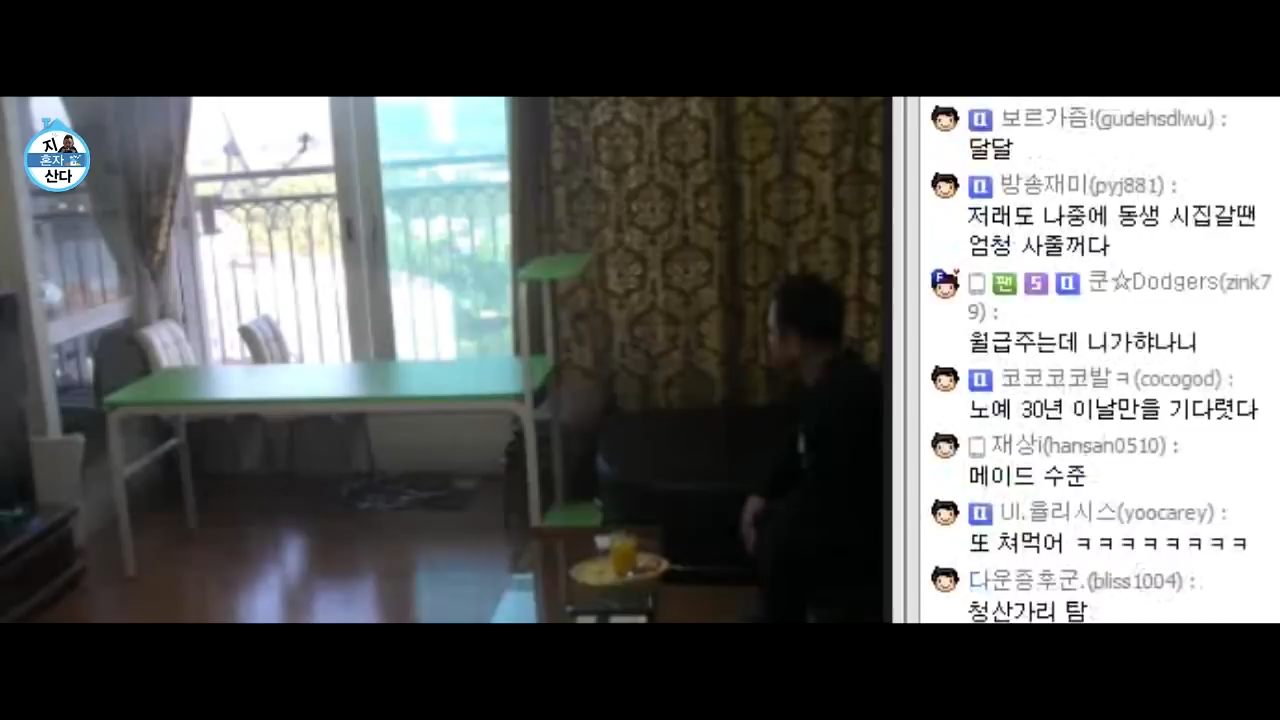 지
혼자
산다
보르가즘!(gudehsdlwu) :
달달
방송재미(pyj881) :
저래도 나중에 동생 시집갈땐
엄청 사줄꺼다
팬 S 쿤☆Dodgers(zink7
9) :
월급주는데 니가햐나니
코코코코발ㅋ(cocogod) :
노예 30년 이날만을 기다렷다
재상i(hansan0510) :
메이드 수준
UI.율리시스(yoocarey) :
또 쳐먹어 ㅋㅋㅋㅋㅋㅋㅋㅋ
다운증후군.(bliss1004) :
청산가리 탐